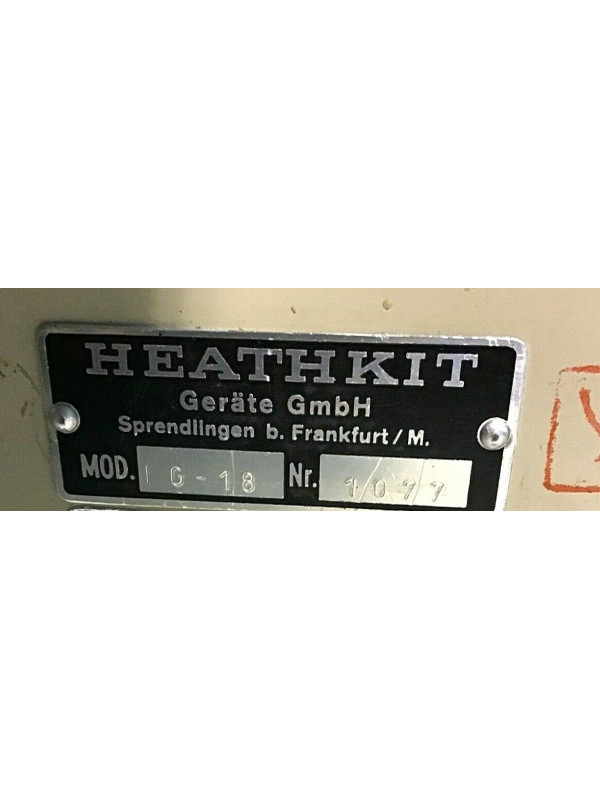 HEATHKIT
Geräte GmbH
Sprendlingen b. Frankfurt/M.
MOD. IG-18 Nr. 1077